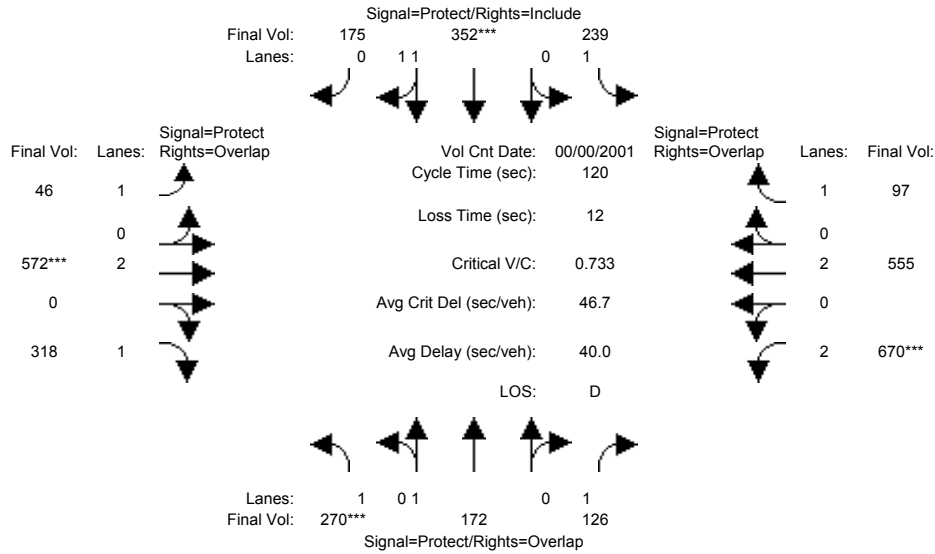 Signal=Protect/Rights=Include
Final Vol: 175 352*** 239
Lanes: 0 1 1 0 1
Signal=Protect Signal=Protect
Final Vol: Lanes: Rights=Overlap Vol Cnt Date: 00/00/2001 Rights=Overlap Lanes: Final Vol:
Cycle Time (sec): 120
46 1 1 97
Loss Time (sec): 12
0 0
572*** 2 Critical V/C: 0.733 2 555
0 Avg Crit Del (sec/veh): 46.7 0
318 1 Avg Delay (sec/veh): 40.0 2 670***
LOS: D
Lanes: 1 0 1 0 1
Final Vol: 270*** 172 126
Signal=Protect/Rights=Overlap